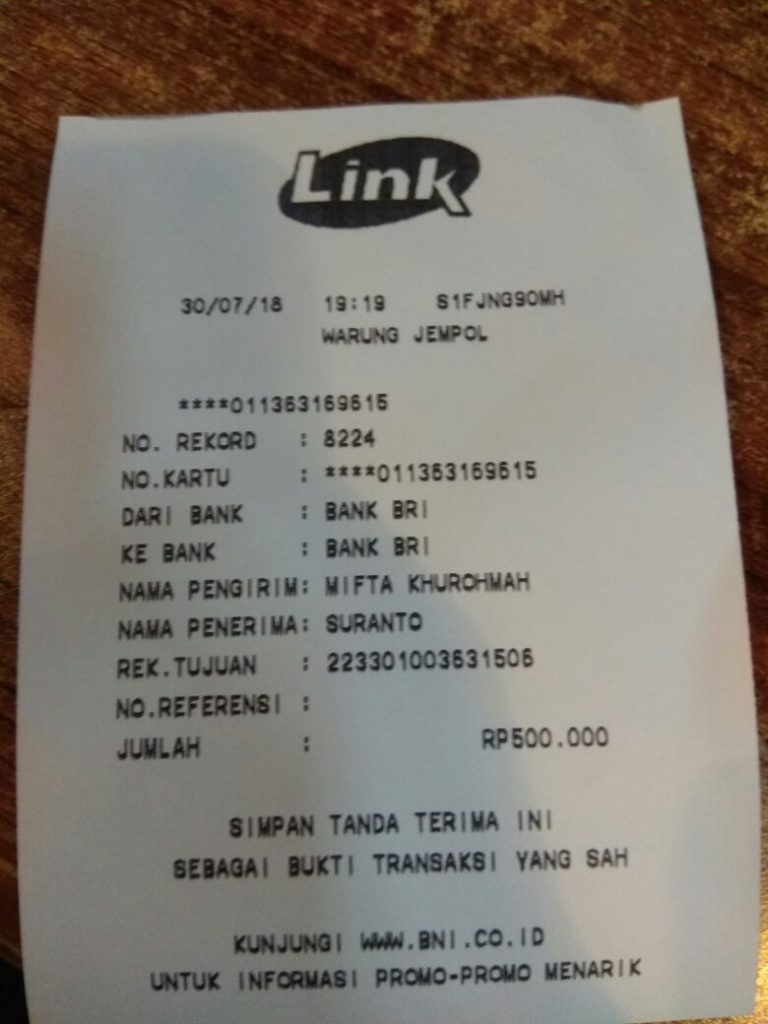 Link
30/07/18 19:19 S1FJNG90MH
WARUNG JEMPOL
****011363169615
NO. REKORD : 8224
NO.KARTU : ****011363169615
DARI BANK : BANK BRI
KE BANK : BANK BRI
NAMA PENGIRIM: MIFTA KHUROHMAH
NAMA PENERIMA: SURANTO
REK.TUJUAN : 223301003631506
NO.REFERENSI :
JUMLAH : RP500.000
SIMPAN TANDA TERIMA INI
SEBAGAI BUKTI TRANSAKSI YANG SAH
KUNJUNGI WWW.BNI.CO.ID
UNTUK INFORMASI PROMO-PROMO MENARIK